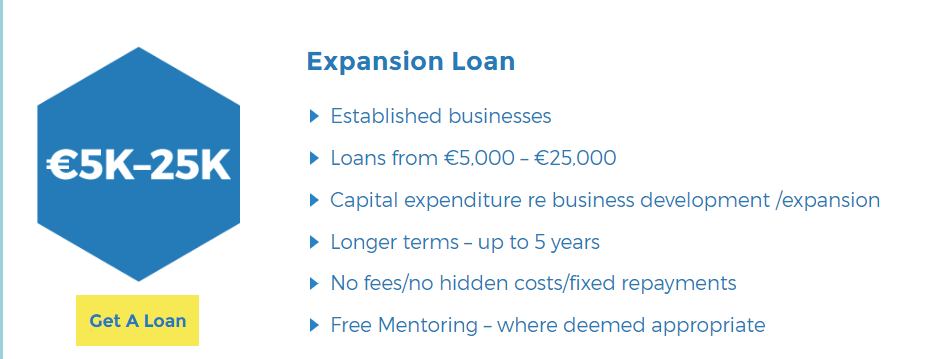 Expansion Loan
Established businesses
Loans from €5,000 – €25,000
€5K–25K
Capital expenditure re business development /expansion
Longer terms – up to 5 years
No fees/no hidden costs/fixed repayments
Get A Loan
Free Mentoring – where deemed appropriate